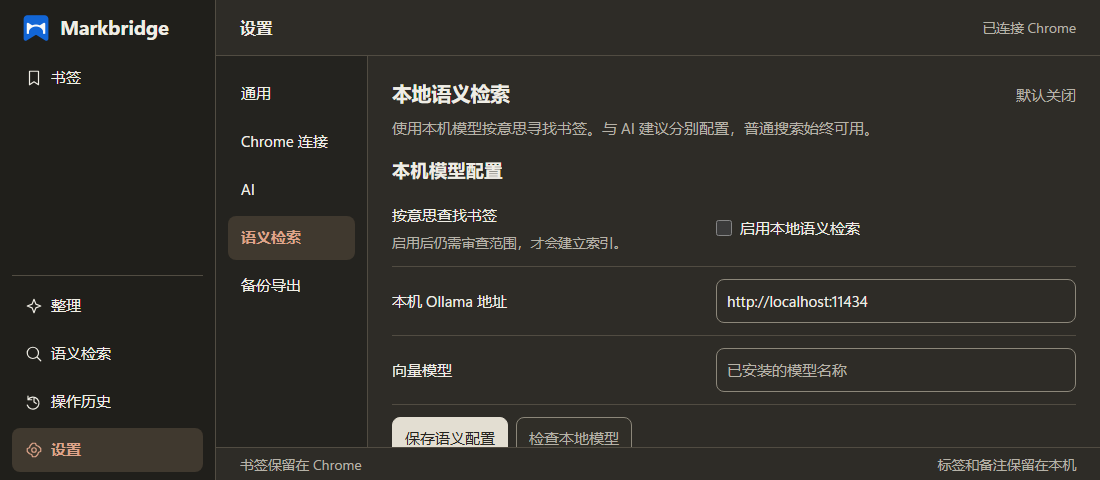 Markbridge
书签
整理
语义检索
操作历史
设置
设置
已连接 Chrome
通用
Chrome 连接
AI
语义检索
备份导出
本地语义检索
默认关闭
使用本机模型按意思寻找书签。与 AI 建议分别配置，普通搜索始终可用。
本机模型配置
按意思查找书签
启用后仍需审查范围，才会建立索引。
启用本地语义检索
本机 Ollama 地址
http://localhost:11434
向量模型
已安装的模型名称
保存语义配置
检查本地模型
书签保留在 Chrome
标签和备注保留在本机